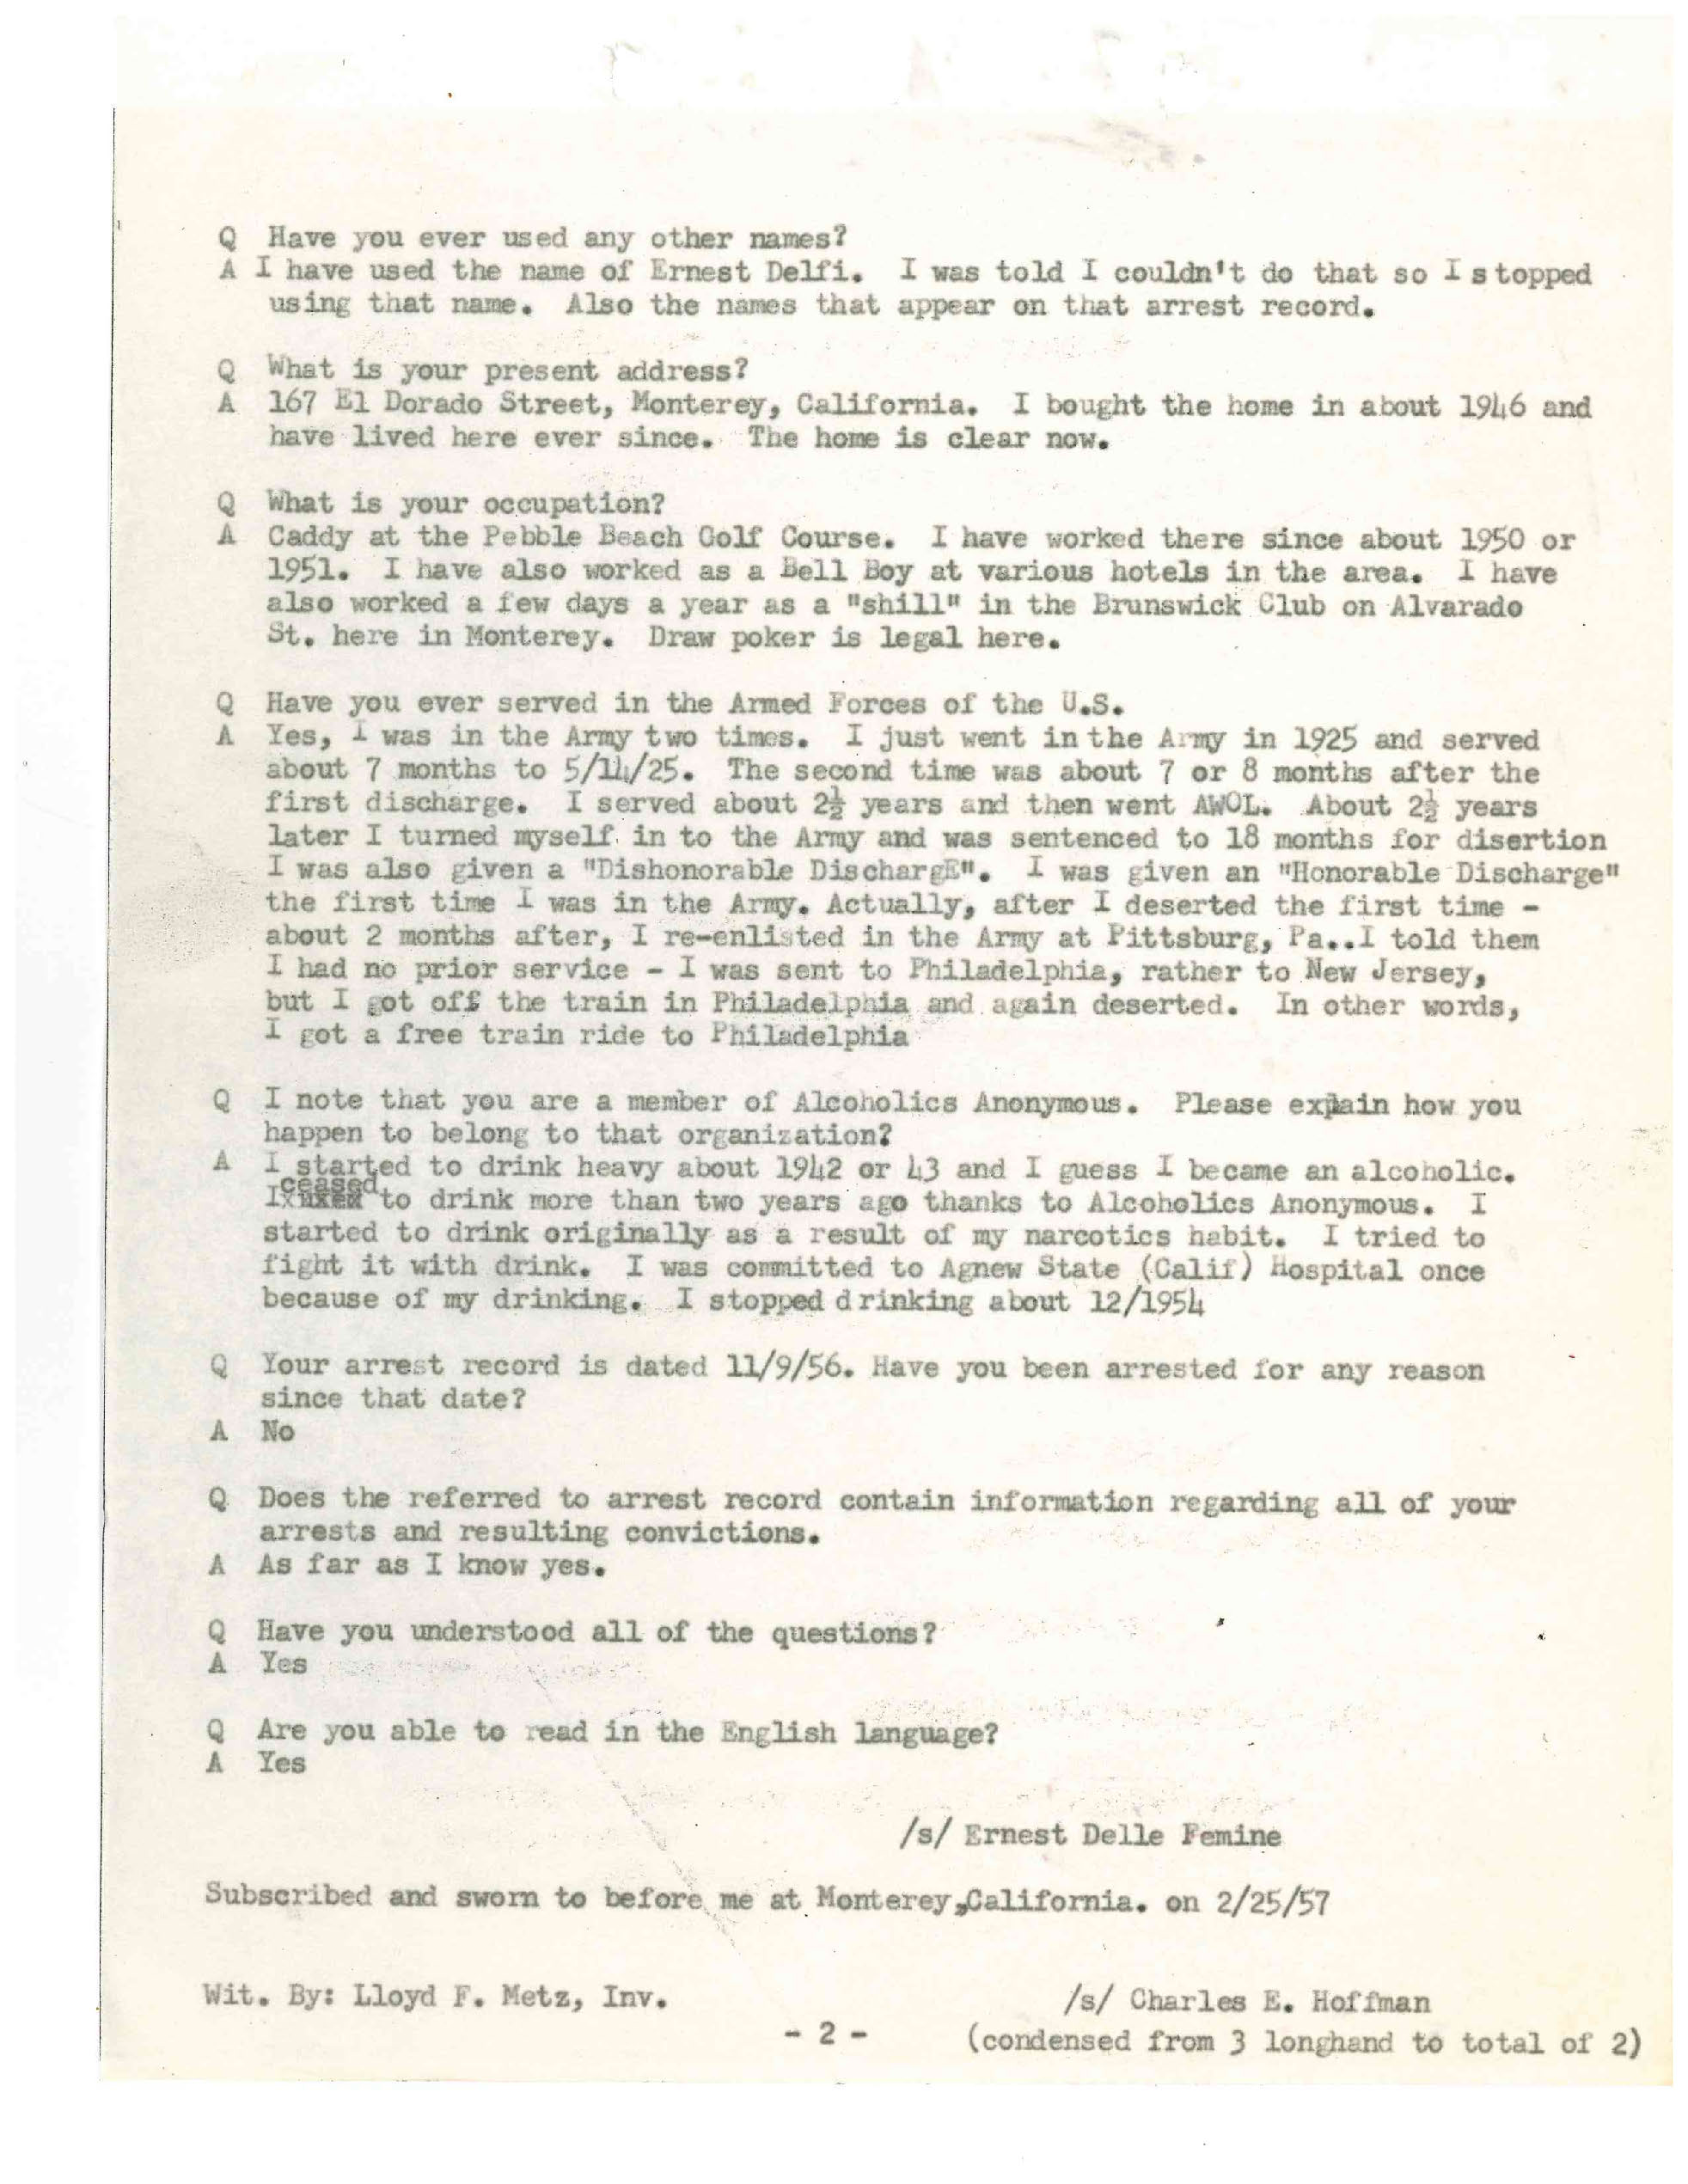 Q Have you ever used any other names?
A I have used the name of Ernest Delfi. I was told I couldn't do that so I stopped
using that name. Also the names that appear on that arrest record.
Q What is your present address?
A 167 El Dorado Street, Monterey, California. I bought the home in about 1946 and
have lived here ever since. The home is clear now.
Q What is your occupation?
A Caddy at the Pebble Beach Golf Course. I have worked there since about 1950 or
1951. I have also worked as a Bell Boy at various hotels in the area. I have
also worked a few days a year as a "shill" in the Brunswick Club on Alvarado
St. here in Monterey. Draw poker is legal here.
Q Have you ever served in the Armed Forces of the U.S.
A Yes, I was in the Army two times. I just went in the Army in 1925 and served
about 7 months to 5/14/25. The second time was about 7 or 8 months after the
first discharge. I served about 2½ years and then went AWOL. About 2½ years
later I turned myself in to the Army and was sentenced to 18 months for disertion
I was also given a "Dishonorable DischargE". I was given an "Honorable Discharge"
the first time I was in the Army. Actually, after I deserted the first time -
about 2 months after, I re-enlisted in the Army at Pittsburg, Pa..I told them
I had no prior service - I was sent to Philadelphia, rather to New Jersey,
but I got off the train in Philadelphia and again deserted. In other words,
I got a free train ride to Philadelphia
Q I note that you are a member of Alcoholics Anonymous. Please explain how you
happen to belong to that organization?
A I started to drink heavy about 1942 or 43 and I guess I became an alcoholic.
I ceased to drink more than two years ago thanks to Alcoholics Anonymous. I
started to drink originally as a result of my narcotics habit. I tried to
fight it with drink. I was committed to Agnew State (Calif) Hospital once
because of my drinking. I stopped drinking about 12/1954
Q Your arrest record is dated 11/9/56. Have you been arrested for any reason
since that date?
A No
Q Does the referred to arrest record contain information regarding all of your
arrests and resulting convictions.
A As far as I know yes.
Q Have you understood all of the questions?
A Yes
Q Are you able to read in the English language?
A Yes
/s/ Ernest Delle Femine
Subscribed and sworn to before me at Monterey,California. on 2/25/57
Wit. By: Lloyd F. Metz, Inv.
/s/ Charles E. Hoffman
- 2 -
(condensed from 3 longhand to total of 2)